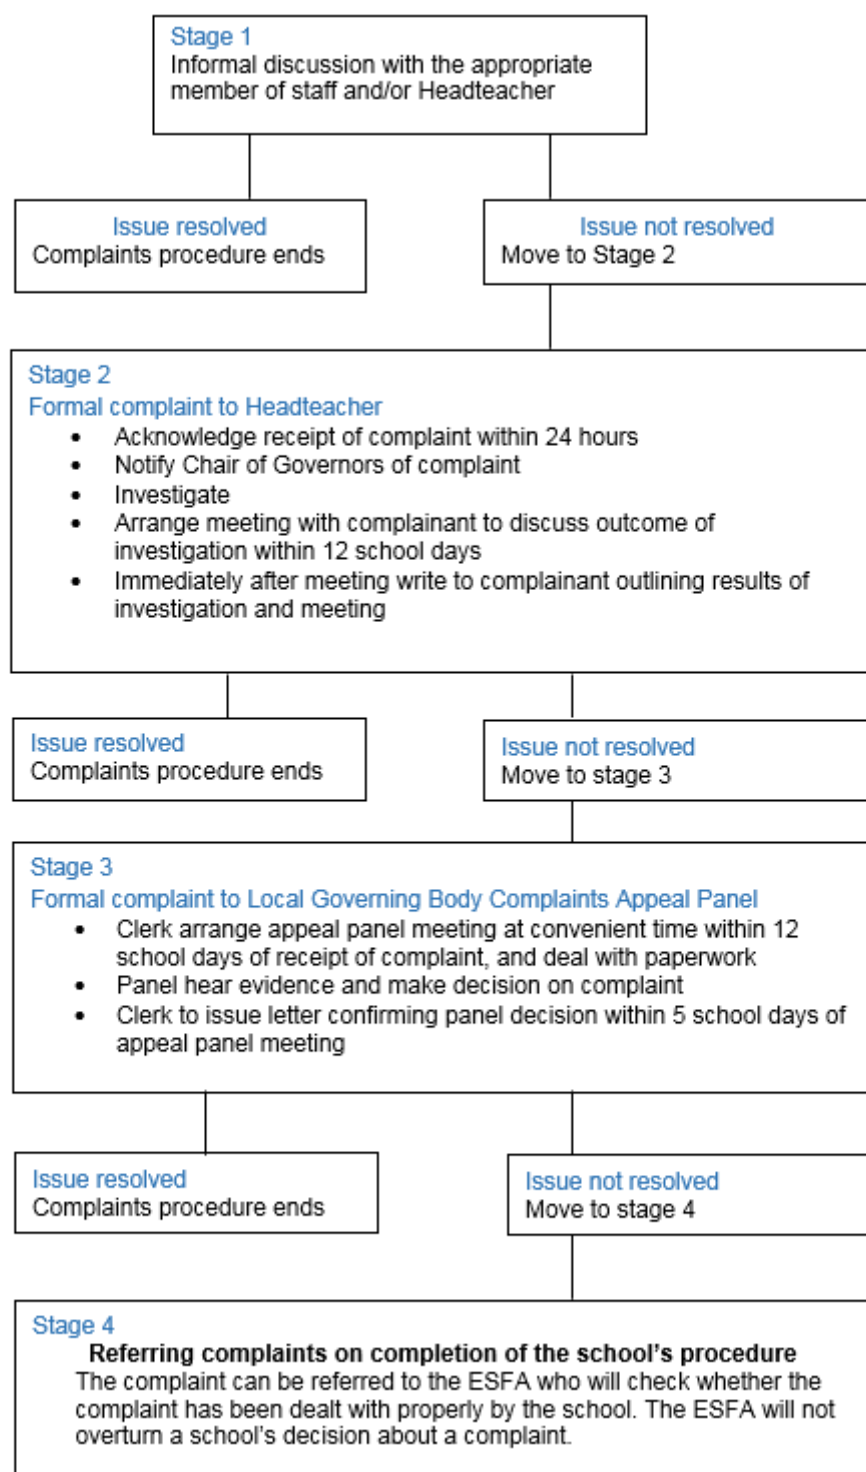 Stage 1
Informal discussion with the appropriate
member of staff and/or Headteacher
Issue resolved
Complaints procedure ends
Issue not resolved
Move to Stage 2
Stage 2
Formal complaint to Headteacher
• Acknowledge receipt of complaint within 24 hours
• Notify Chair of Governors of complaint
• Investigate
• Arrange meeting with complainant to discuss outcome of
investigation within 12 school days
• Immediately after meeting write to complainant outlining results of
investigation and meeting
Issue resolved
Complaints procedure ends
Issue not resolved
Move to stage 3
Stage 3
Formal complaint to Local Governing Body Complaints Appeal Panel
• Clerk arrange appeal panel meeting at convenient time within 12
school days of receipt of complaint, and deal with paperwork
• Panel hear evidence and make decision on complaint
• Clerk to issue letter confirming panel decision within 5 school days of
appeal panel meeting
Issue resolved
Complaints procedure ends
Issue not resolved
Move to stage 4
Stage 4
Referring complaints on completion of the school's procedure
The complaint can be referred to the ESFA who will check whether the
complaint has been dealt with properly by the school. The ESFA will not
overturn a school's decision about a complaint.